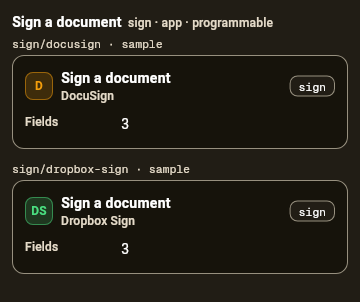 Sign a document sign · app · programmable
sign/docusign · sample
D
Sign a document
DocuSign
sign
Fields 3
sign/dropbox-sign · sample
DS
Sign a document
Dropbox Sign
sign
Fields 3